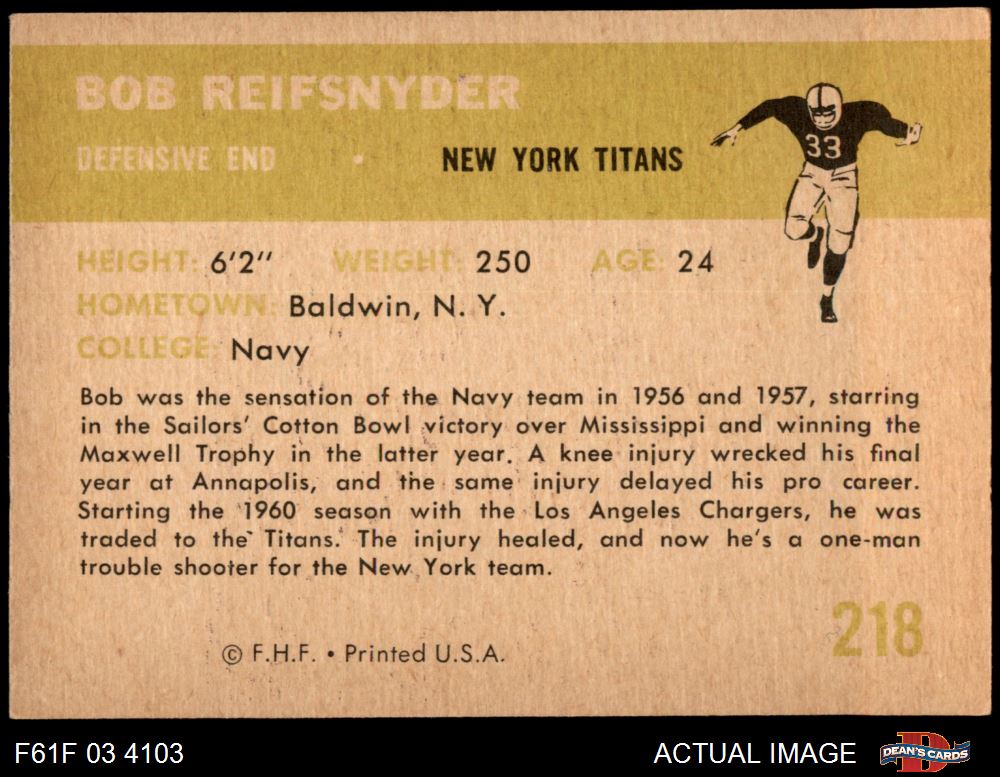 BOB REIFSNYDER
DEFENSIVE END • NEW YORK TITANS
33
HEIGHT: 6'2" WEIGHT: 250 AGE: 24
HOMETOWN: Baldwin, N. Y.
COLLEGE: Navy
Bob was the sensation of the Navy team in 1956 and 1957, starring
in the Sailors' Cotton Bowl victory over Mississippi and winning the
Maxwell Trophy in the latter year. A knee injury wrecked his final
year at Annapolis, and the same injury delayed his pro career.
Starting the 1960 season with the Los Angeles Chargers, he was
traded to the Titans. The injury healed, and now he's a one-man
trouble shooter for the New York team.
218
© F.H.F. • Printed U.S.A.
F61F 03 4103 ACTUAL IMAGE
D
DEAN'S CARDS